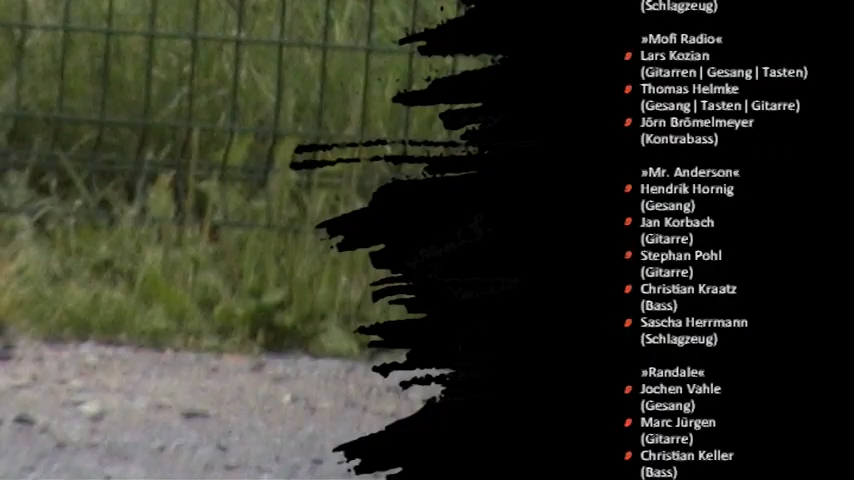 (Schlagzeug)
»Mofi Radio«
Lars Kozian
(Gitarren | Gesang | Tasten)
Thomas Helmke
(Gesang | Tasten | Gitarre)
Jörn Brömelmeyer
(Kontrabass)
»Mr. Anderson«
Hendrik Hornig
(Gesang)
Jan Korbach
(Gitarre)
Stephan Pohl
(Gitarre)
Christian Kraatz
(Bass)
Sascha Herrmann
(Schlagzeug)
»Randale«
Jochen Vahle
(Gesang)
Marc Jürgen
(Gitarre)
Christian Keller
(Bass)